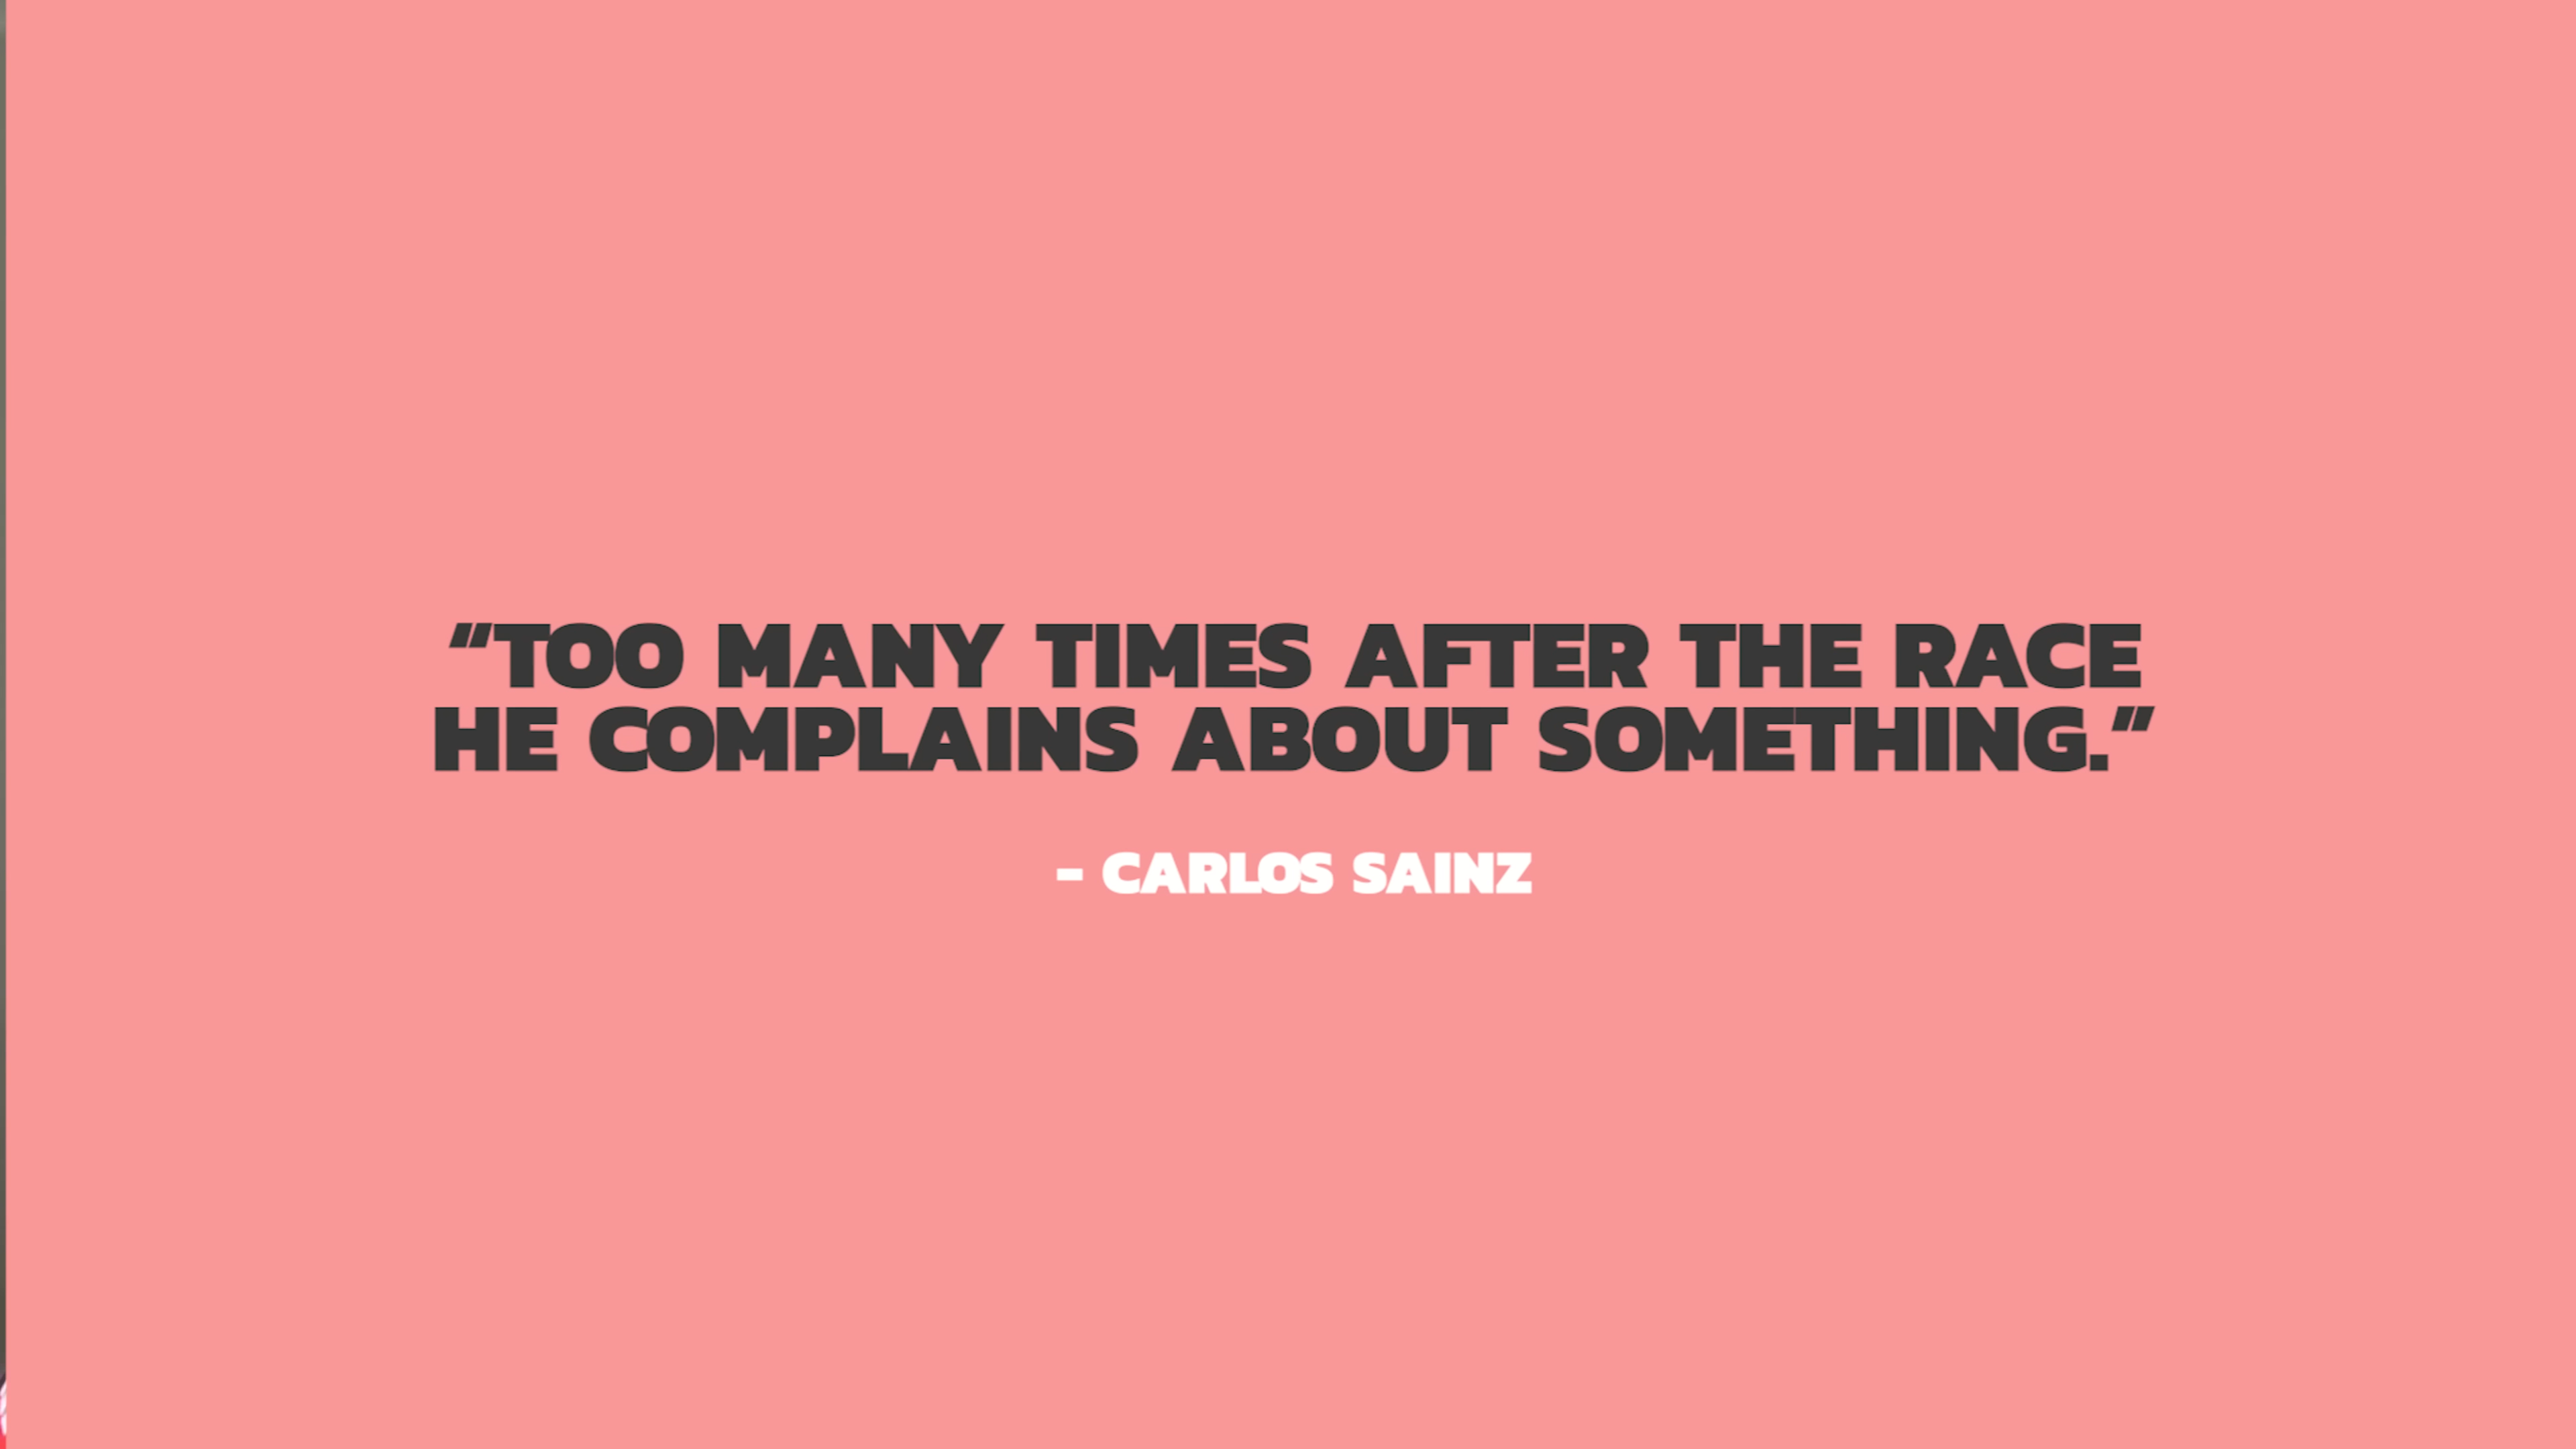 “TOO MANY TIMES AFTER THE RACE
HE COMPLAINS ABOUT SOMETHING.”
- CARLOS SAINZ